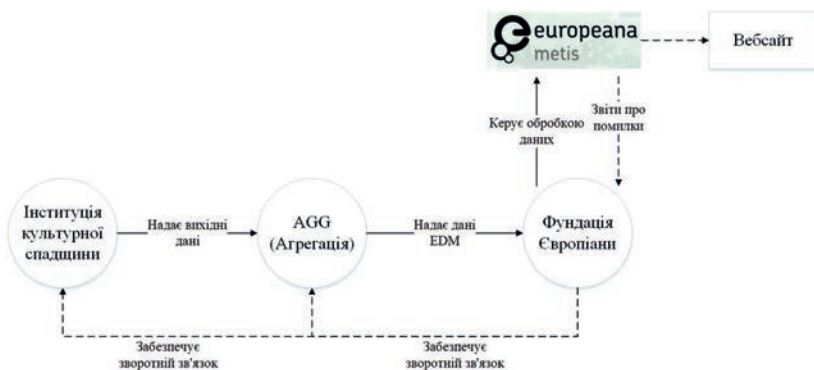 europeana
metis
Вебсайт
Керує обробкою
даних
Звіти про
помилки
Інституція
культурної
спадщини
Надає вихідні
дані
AGG
(Агрегація)
Надає дані
EDM
Фундація
Європіани
Забезпечує
зворотній зв'язок
Забезпечує
зворотній зв'язок